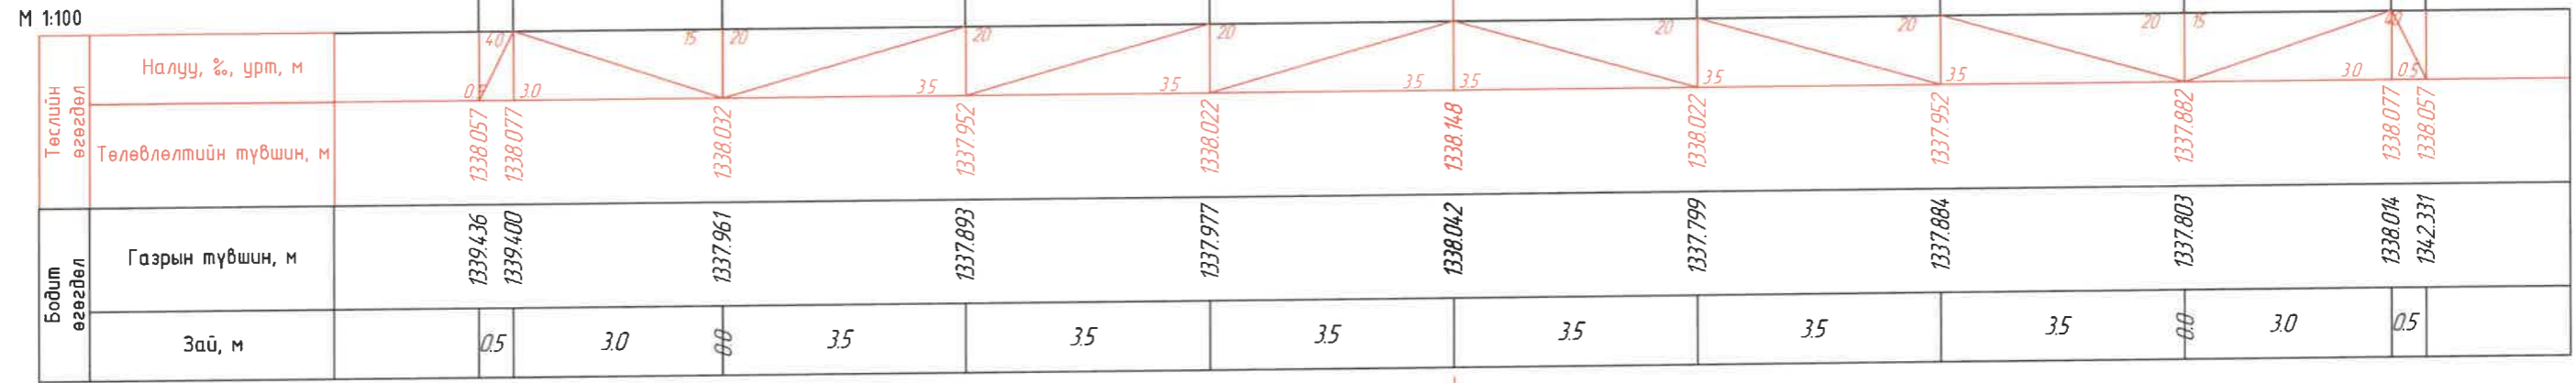 М 1:100
Төслийн өгөгдөл
Налуу, ‰, урт, м
40 15 20 20 20 20 20 20 15 40
0.5 3.0 3.5 3.5 3.5 3.5 3.5 3.5 3.0 0.5
Төлөвлөлтийн түвшин, м
1338.057 1338.077 1338.032 1337.952 1338.022 1338.148 1338.022 1337.952 1337.882 1338.077 1338.057
Бодит өгөгдөл
Газрын түвшин, м
1339.436 1339.400 1337.961 1337.893 1337.977 1338.042 1337.799 1337.884 1337.803 1338.014 1342.331
Зай, м
0.5 3.0 0.0 3.5 3.5 3.5 3.5 3.5 3.5 0.0 3.0 0.5